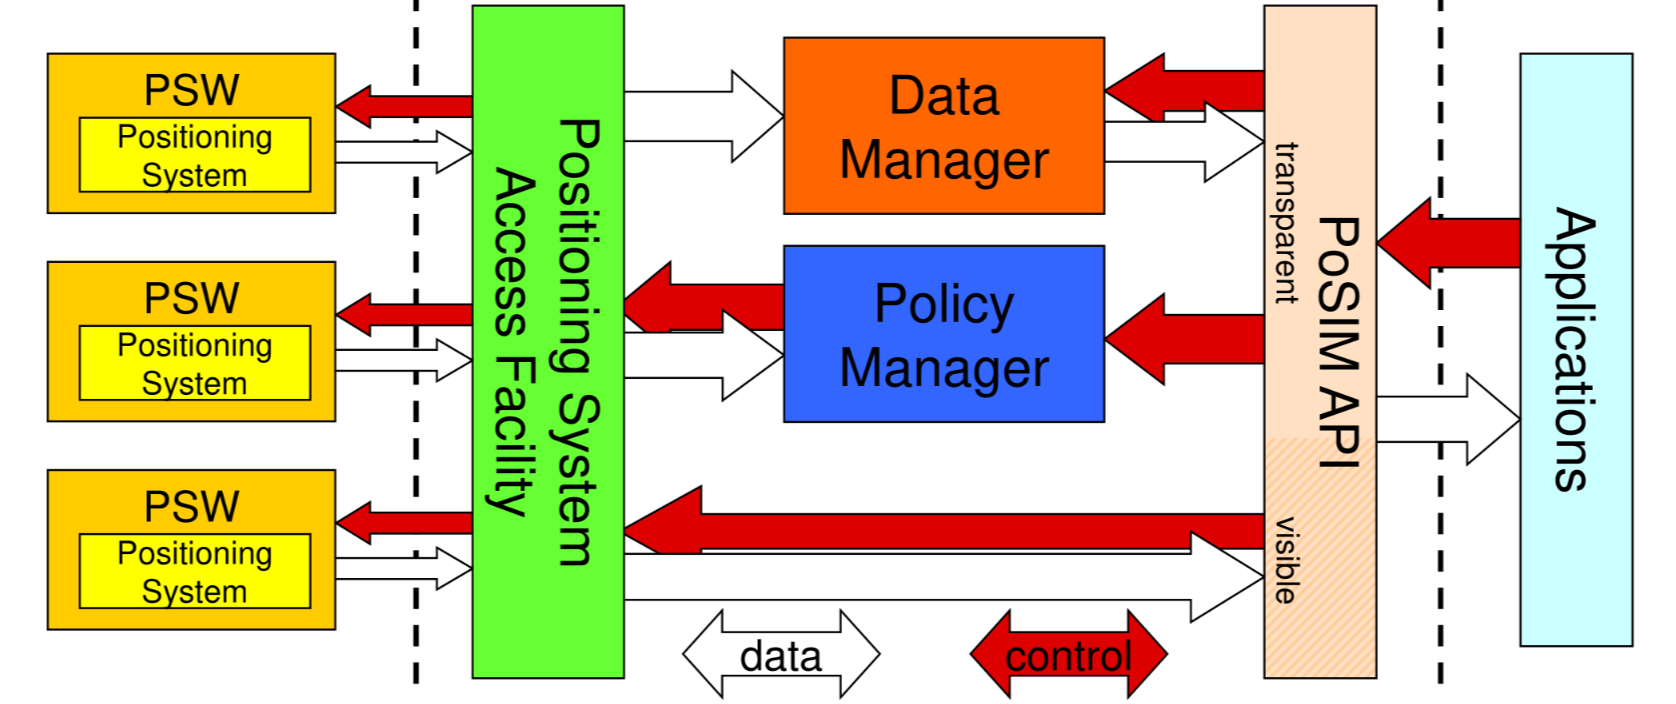 PSW
Positioning
System
PSW
Positioning
System
PSW
Positioning
System
Positioning System
Access Facility
Data
Manager
Policy
Manager
data
control
transparent
visible
PoSIM API
Applications